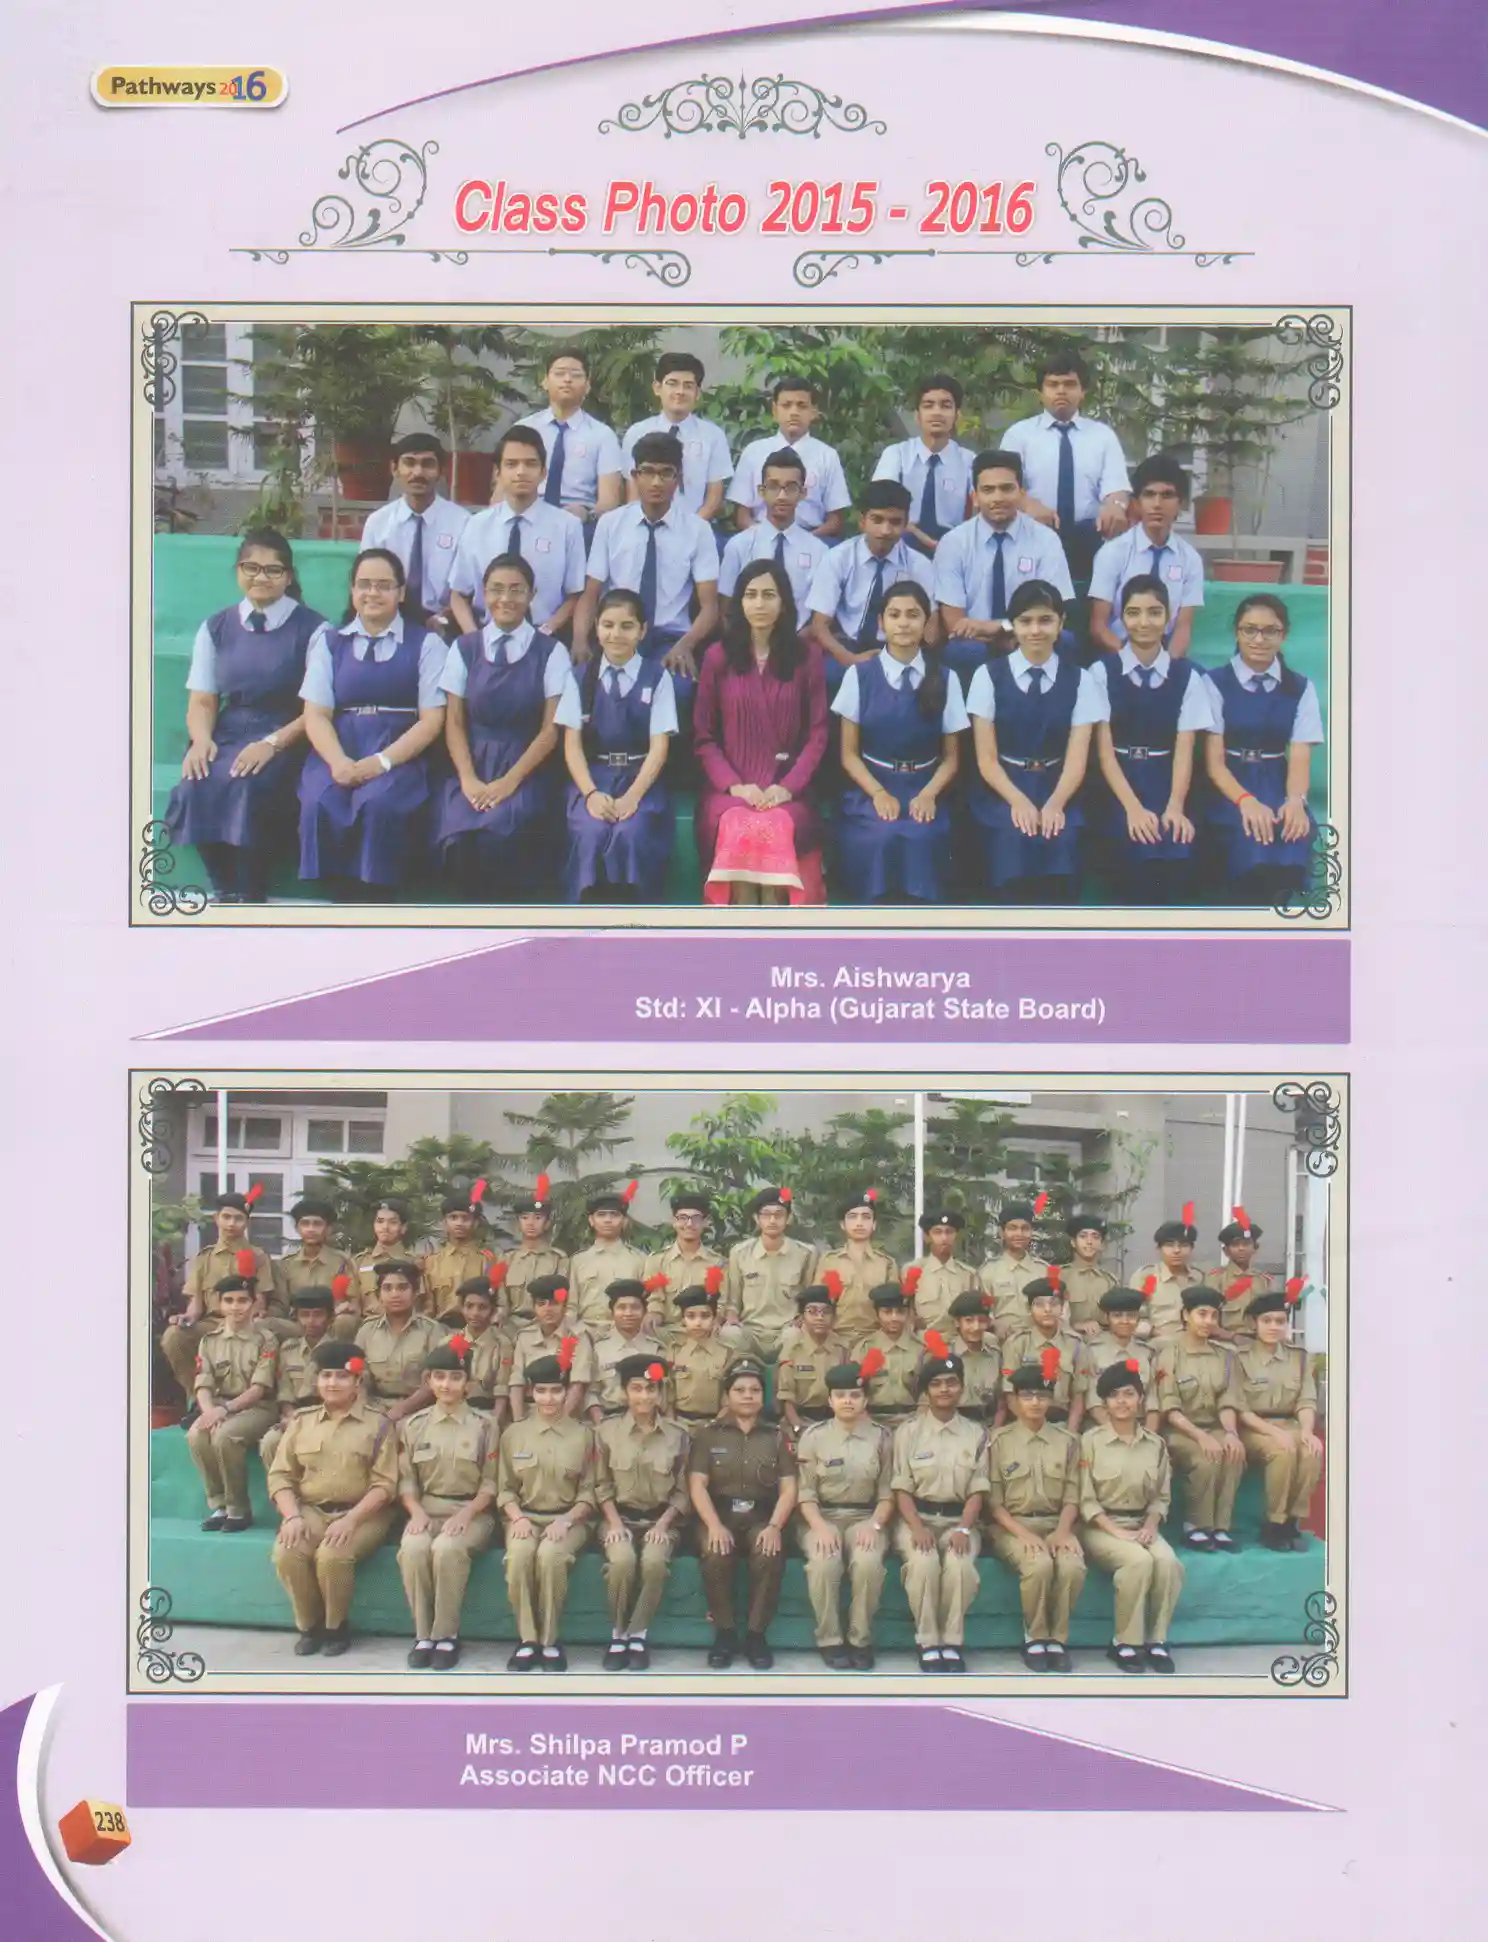 Pathways 2016
Class Photo 2015 - 2016
Mrs. Aishwarya
Std: XI - Alpha (Gujarat State Board)
Mrs. Shilpa Pramod P
Associate NCC Officer
238